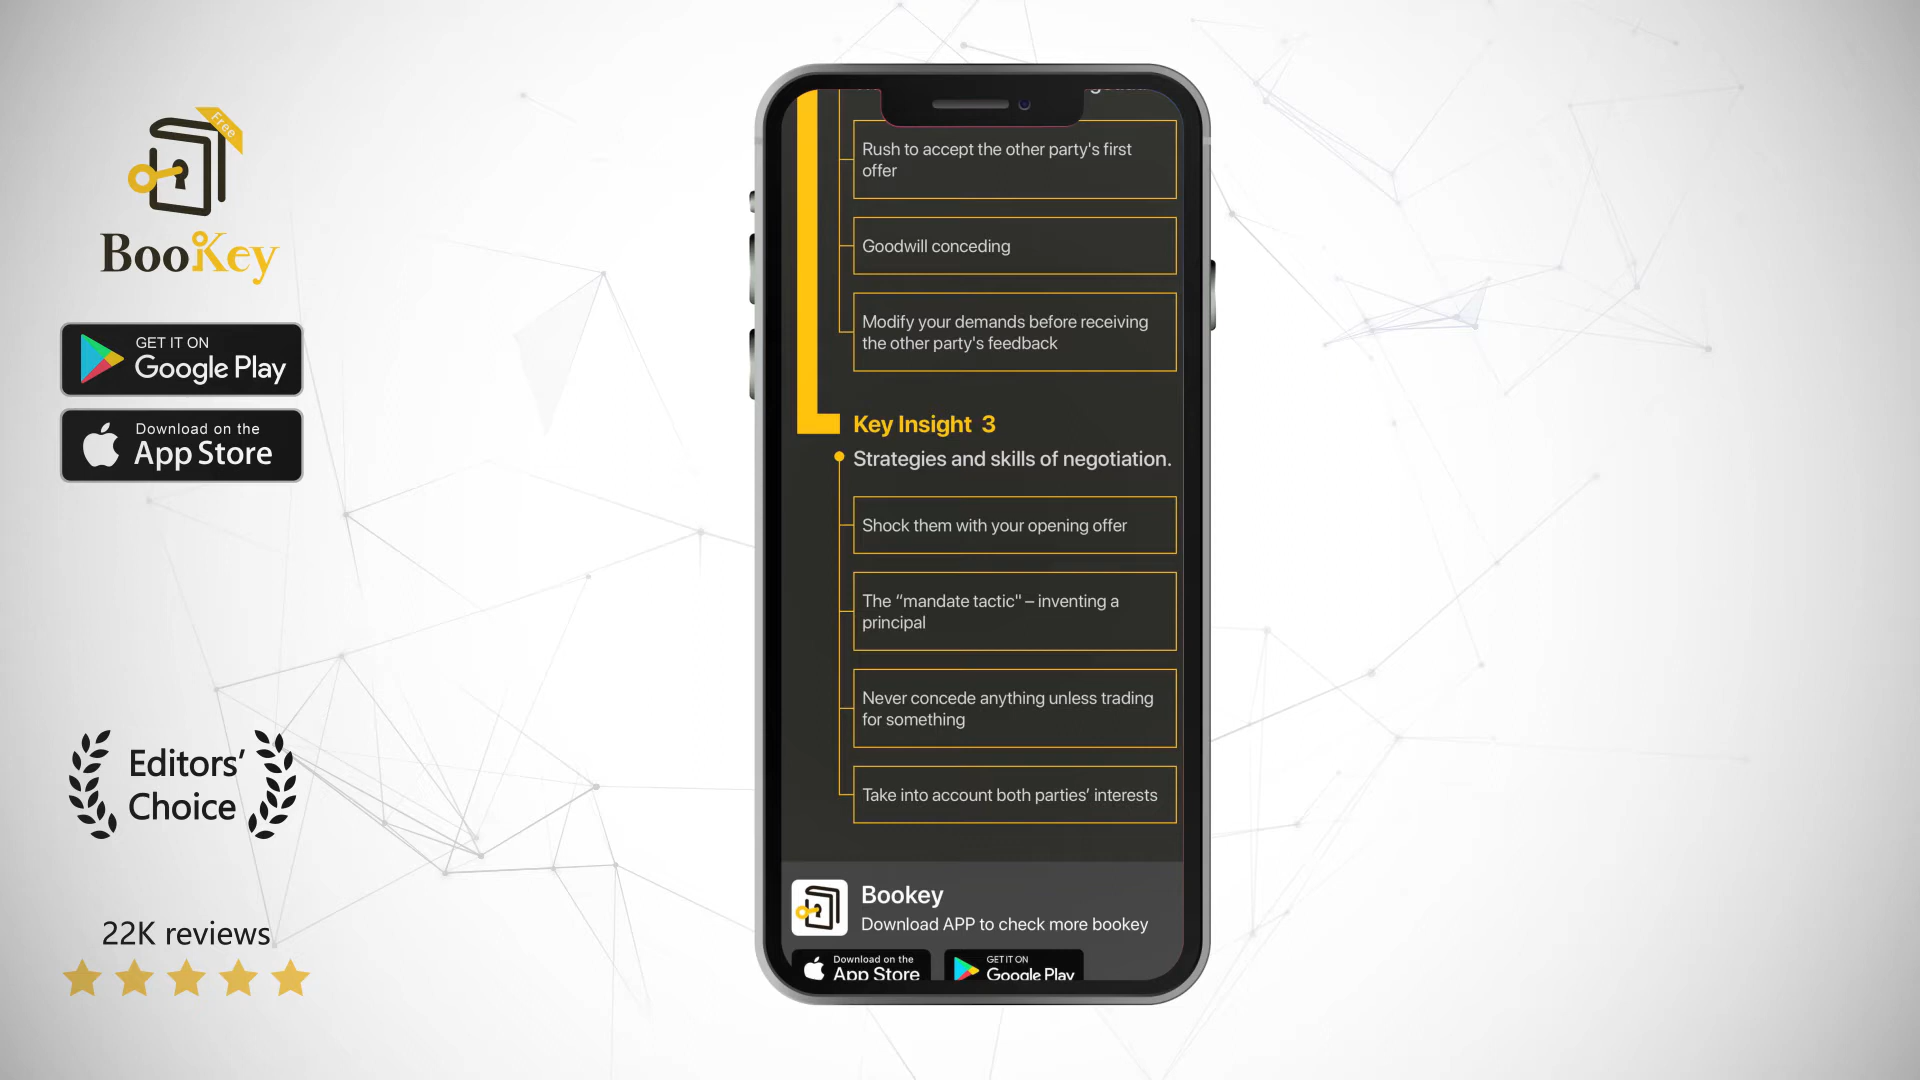 Free
BooKey
GET IT ON
Google Play
Download on the
App Store
Editors’
Choice
22K reviews
Rush to accept the other party's first
offer
Goodwill conceding
Modify your demands before receiving
the other party's feedback
Key Insight 3
Strategies and skills of negotiation.
Shock them with your opening offer
The “mandate tactic" – inventing a
principal
Never concede anything unless trading
for something
Take into account both parties’ interests
Bookey
Download APP to check more bookey
Download on the
App Store
GET IT ON
Google Play